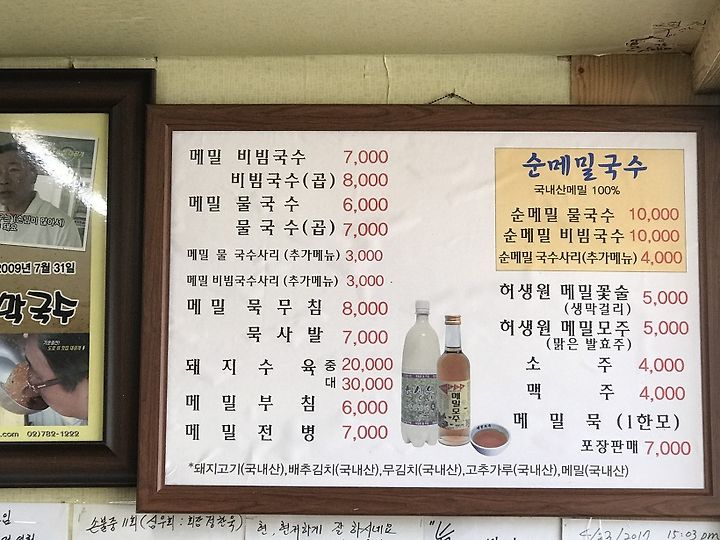 2009년 7월 31일
막국수
.com 02)782-1222
메밀 비빔국수 7,000
비빔국수(곱) 8,000
메밀 물국수 6,000
물국수(곱) 7,000
메밀 물 국수사리 (추가메뉴) 3,000
메밀 비빔국수사리 (추가메뉴) 3,000
메밀 묵무침 8,000
묵사발 7,000
돼지수육 중 20,000
대 30,000
메밀부침 6,000
메밀전병 7,000
순메밀국수
국내산메밀 100%
순메밀 물국수 10,000
순메밀 비빔국수 10,000
순메밀 국수사리(추가메뉴) 4,000
허생원 메밀꽃술 5,000
(생막걸리)
허생원 메밀모주 5,000
(맑은 발효주)
소주 4,000
맥주 4,000
메밀묵 (1한모)
포장판매 7,000
메밀모주
*돼지고기(국내산),배추김치(국내산),무김치(국내산),고추가루(국내산),메밀(국내산)
4/23/2017 15:03 pm